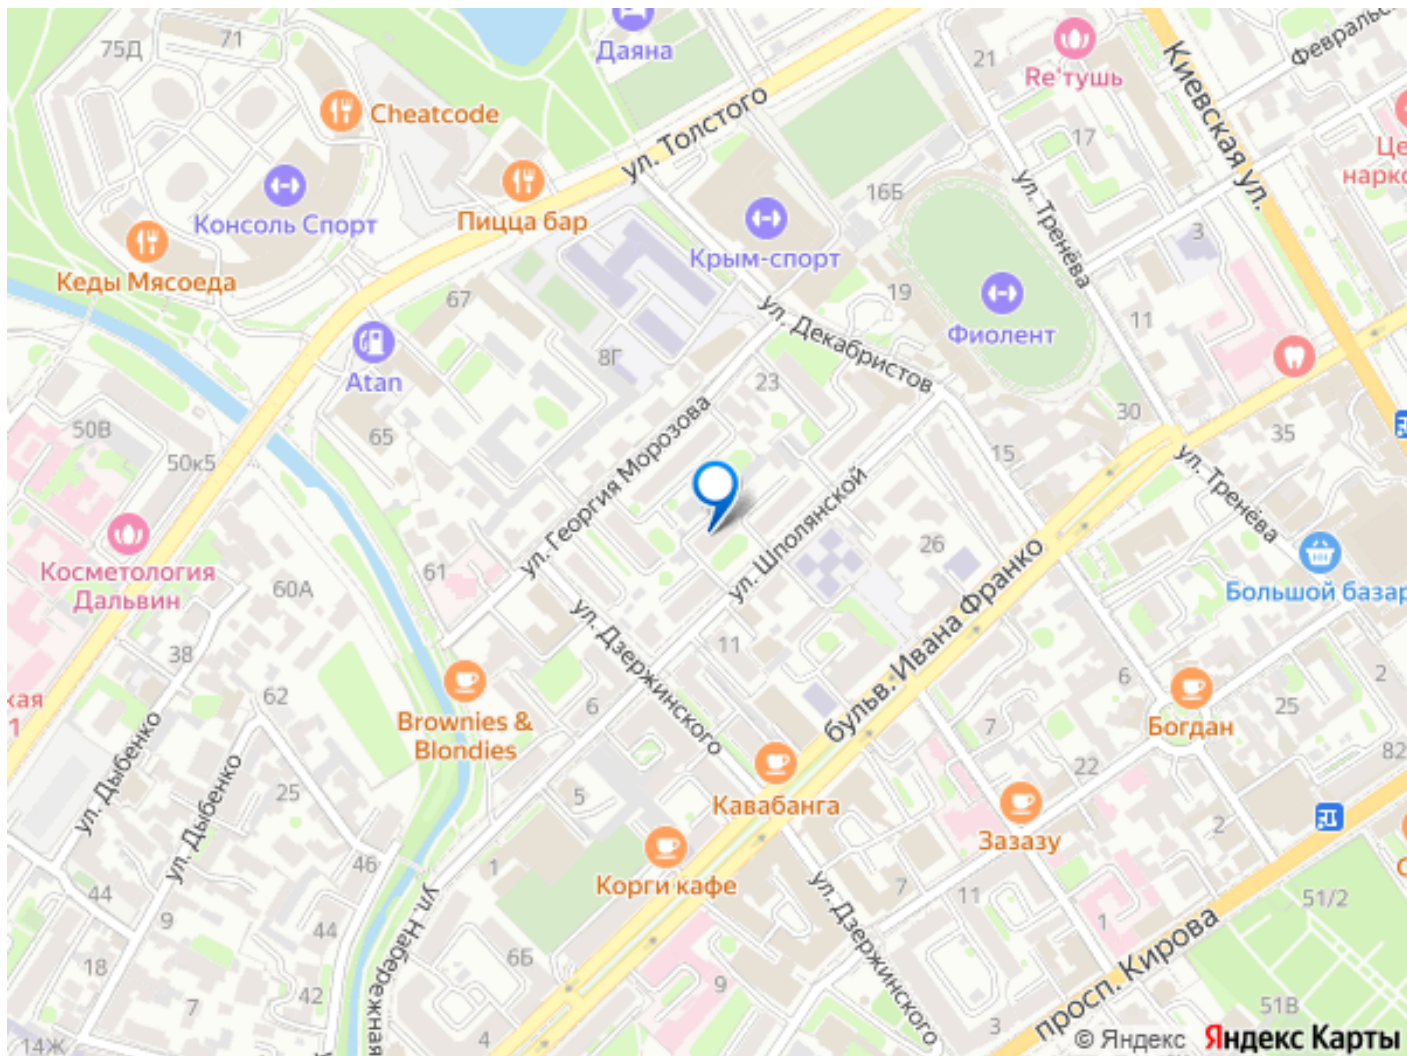 75Д
71
Даяна
21
Re'тушь
Киевская ул.
Февральс
Cheatcode
ул. Толстого
17
Це
нарко
Консоль Спорт
Пицца бар
16Б
ул. Тренёва
3
Кеды Мясоеда
Крым-спорт
67
19
ул. Декабристов
Фиолент
11
8Г
Atan
23
30
50В
65
ул. Георгия Морозова
35
50к5
15
ул. Тренёва
ул. Шполянской
26
Косметология
Дальвин
61
60А
бульв. Ивана Франко
Большой базар
38
ул. Дзержинского
11
6
2
кая
1
62
6
Brownies &
Blondies
7
25
Богдан
82
ул. Дыбенко
ул. Дыбенко
25
5
Кавабанга
22
Зазазу
2
46
1
Корги кафе
44
ул. Набережная
7
11
ул. Дзержинского
51/2
9
44
1
просп. Кирова
18
6Б
7
42
9
51В
14Ж
4
3
© Яндекс Яндекс Карты